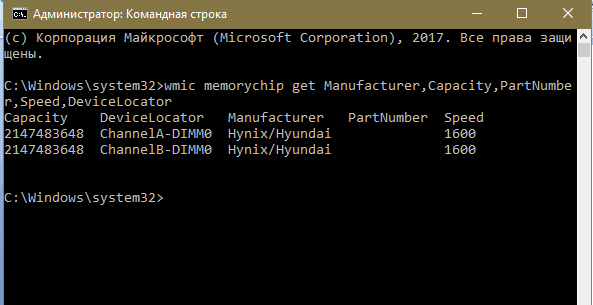 Администратор: Командная строка
(c) Корпорация Майкрософт (Microsoft Corporation), 2017. Все права защи
щены.
C:\Windows\system32>wmic memorychip get Manufacturer,Capacity,PartNumbe
r,Speed,DeviceLocator
Capacity    DeviceLocator   Manufacturer   PartNumber  Speed
2147483648  ChannelA-DIMM0  Hynix/Hyundai              1600
2147483648  ChannelB-DIMM0  Hynix/Hyundai              1600
C:\Windows\system32>